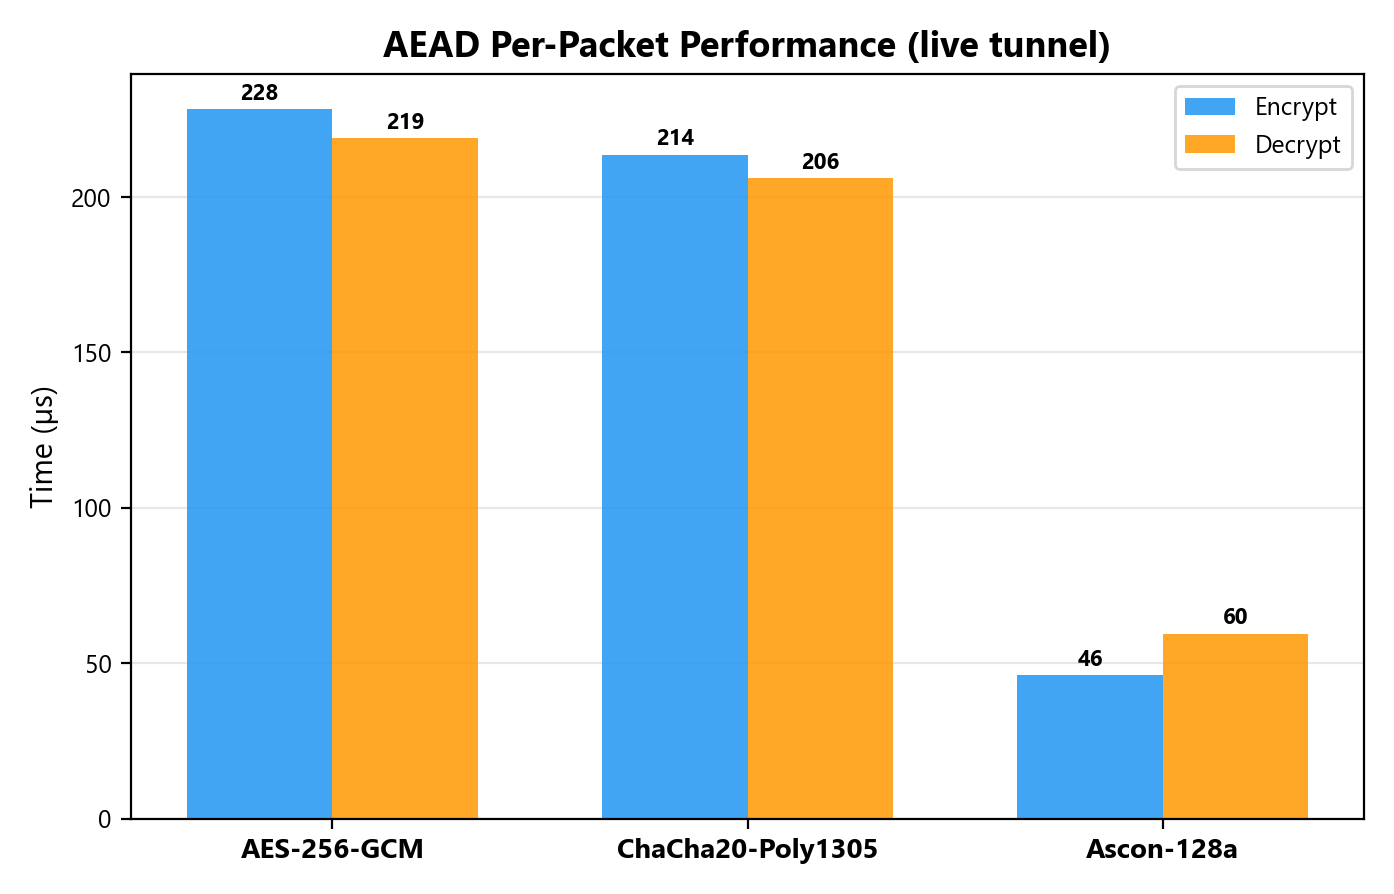 AEAD Per-Packet Performance (live tunnel)
Encrypt
Decrypt
228
219
214
206
46
60
Time (µs)
200
150
100
50
0
AES-256-GCM
ChaCha20-Poly1305
Ascon-128a